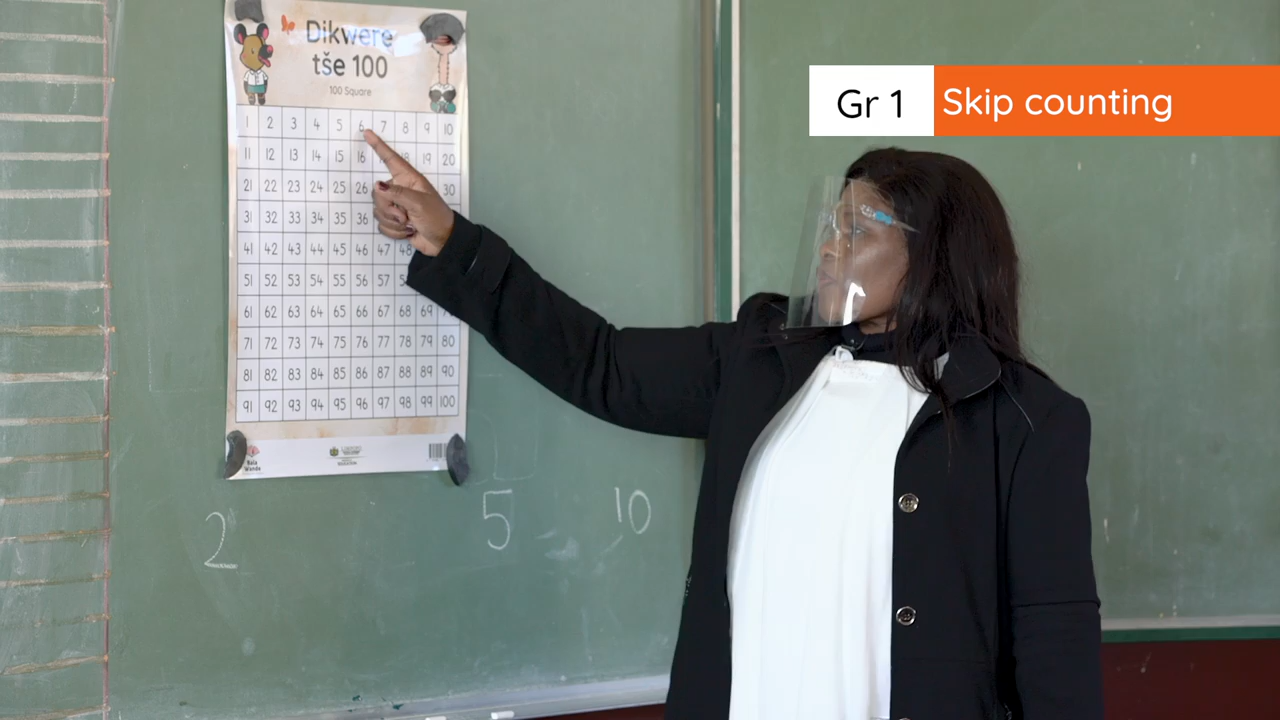 Dikwere
tše 100
100 Square
1 2 3 4 5 6 7 8 9 10
11 12 13 14 15 16 19 20
21 22 23 24 25 26 30
31 32 33 34 35 36
41 42 43 44 45 46 47 48
51 52 53 54 55 56 57
61 62 63 64 65 66 67 68 69
71 72 73 74 75 76 77 78 79 80
81 82 83 84 85 86 87 88 89 90
91 92 93 94 95 96 97 98 99 100
Bala
Wande
Gr 1 Skip counting
2 5 10